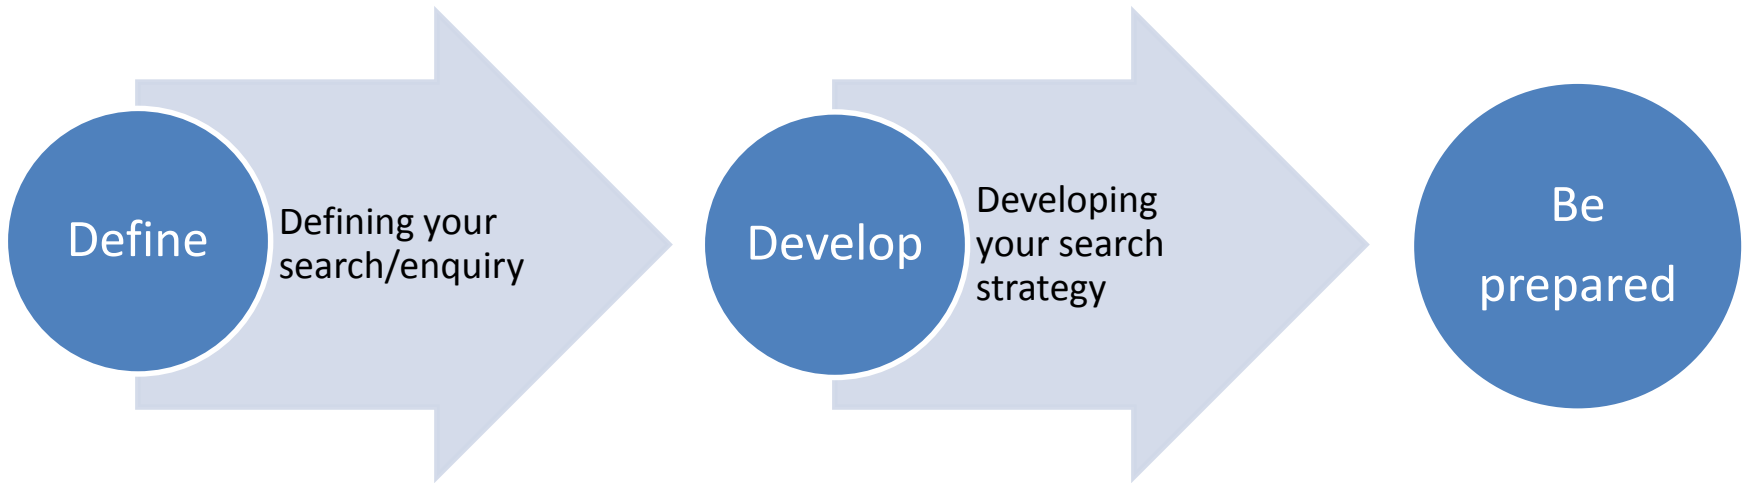 Define
Defining your
search/enquiry
Develop
Developing
your search
strategy
Be
prepared